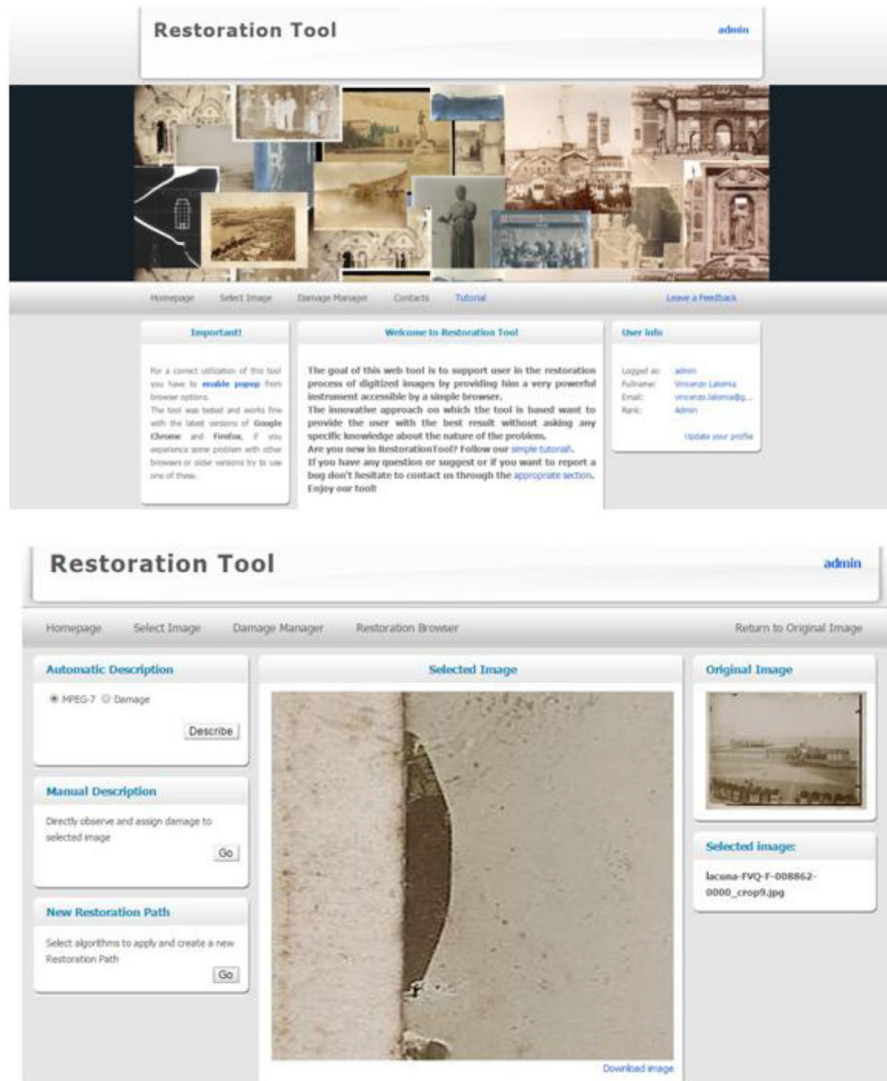 Restoration Tool
admin
Homepage Select Image Damage Manager Contacts Tutorial Leave a Feedback
Important!
For a correct utilization of this tool
you have to enable popup from
browser options.
The tool was tested and works fine
with the latest versions of Google
Chrome and Firefox, if you
experience some problem with other
browsers or older versions try to use
one of these.
Welcome to Restoration Tool
The goal of this web tool is to support user in the restoration
process of digitized images by providing him a very powerful
instrument accessible by a simple browser.
The innovative approach on which the tool is based want to
provide the user with the best result without asking any
specific knowledge about the nature of the problem.
Are you new in RestorationTool? Follow our simple tutorial!.
If you have any question or suggest or if you want to report a
bug don't hesitate to contact us through the appropriate section.
Enjoy our tool!
User info
Logged as: admin
Fullname: Vincenzo Lalomia
Email: vincenzo.lalomia@g...
Rank: Admin
Update your profile
Restoration Tool
admin
Homepage Select Image Damage Manager Restoration Browser Return to Original Image
Automatic Description
MPEG-7 Damage
Describe
Manual Description
Directly observe and assign damage to
selected image
Go
New Restoration Path
Select algorithms to apply and create a new
Restoration Path
Go
Selected Image
Download image
Original Image
Selected image:
lacuna-FVQ-F-008862-
0000_crop9.jpg